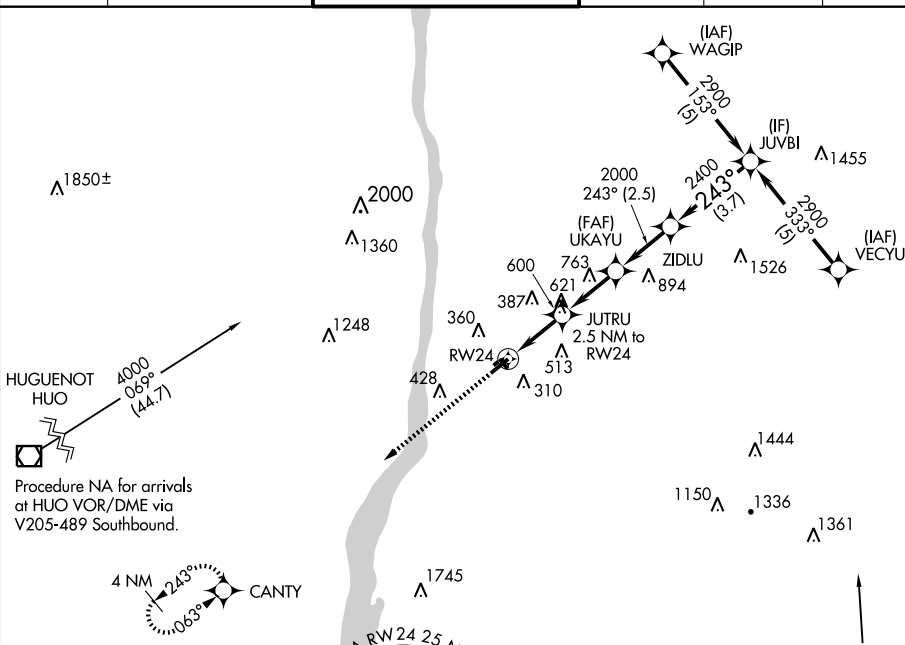 (IAF)
WAGIP
2900
153°
(5)
(IF)
JUVBI
1455
1850±
2000
243° (2.5)
2400
243°
(3.7)
2000
1360
(FAF)
UKAYU
2900
333°
(5)
(IAF)
VECYU
ZIDLU
1526
600
763
894
387
621
1248
360
JUTRU
2.5 NM to
RW24
RW24
513
310
428
4000
069°
(44.7)
HUGUENOT
HUO
Procedure NA for arrivals
at HUO VOR/DME via
V205-489 Southbound.
1444
1150
1336
1361
4 NM
243°
063°
CANTY
1745
RW24 25